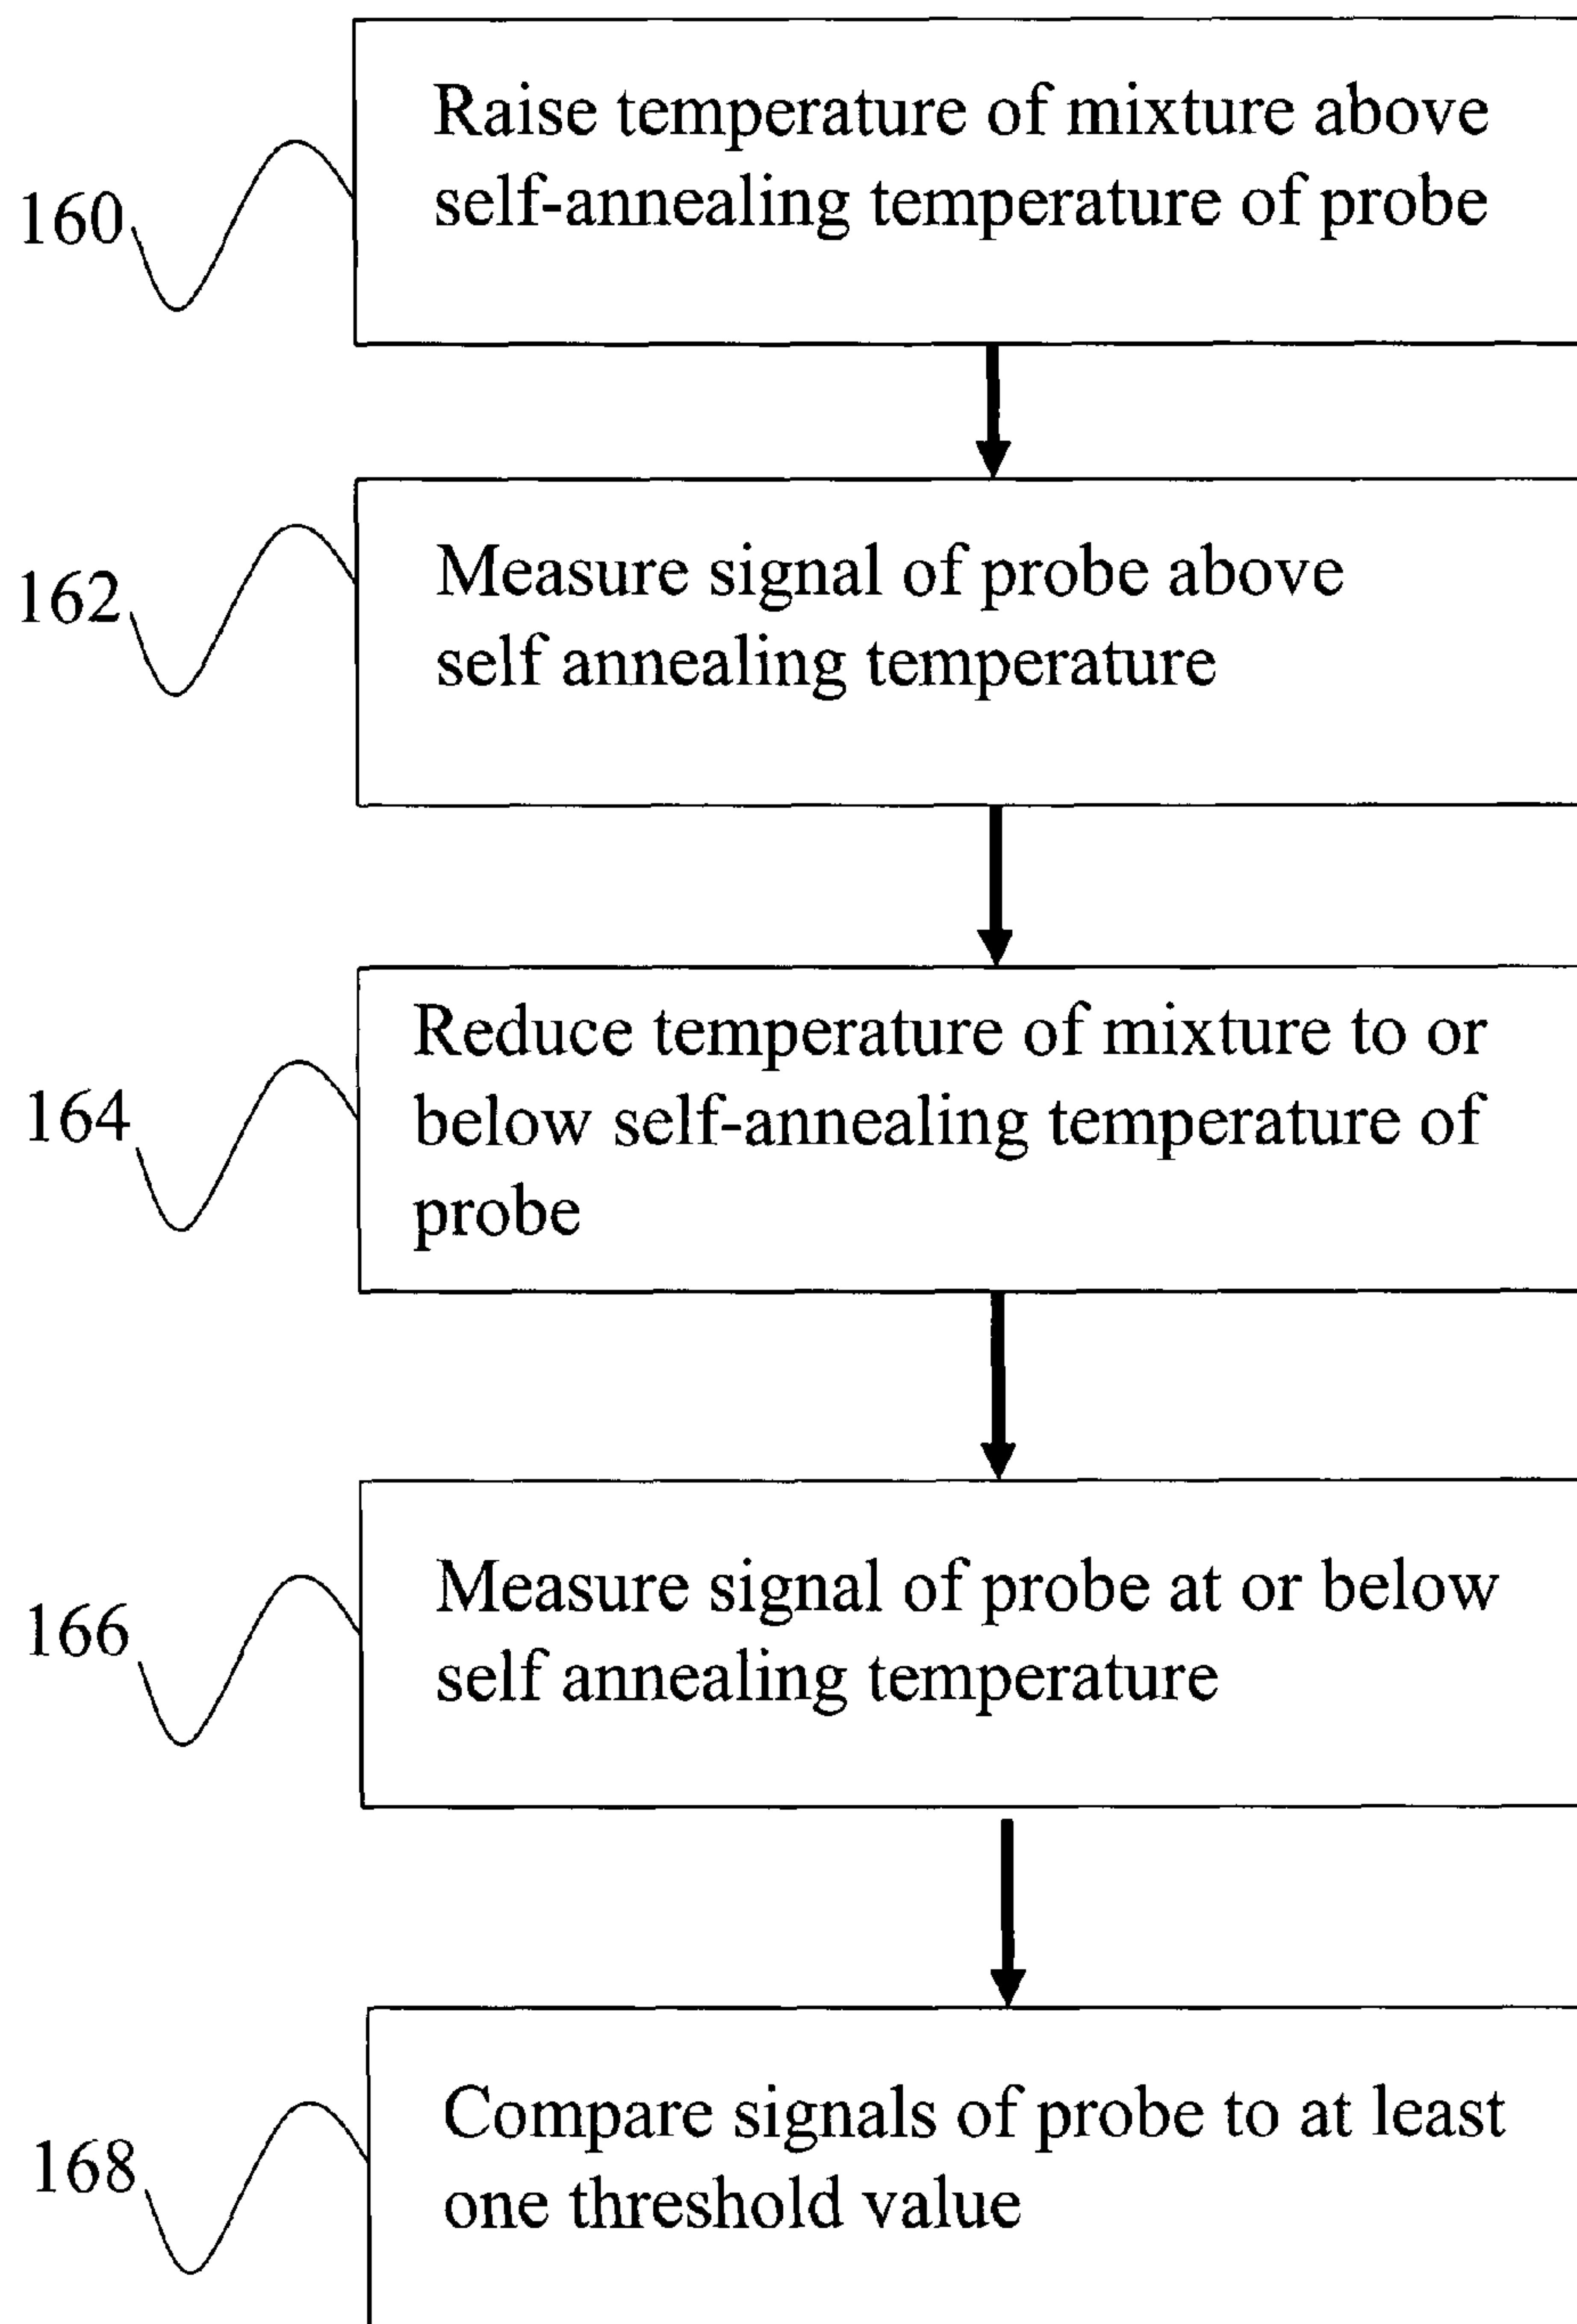 Raise temperature of mixture above
self-annealing temperature of probe
160
Measure signal of probe above
self annealing temperature
162
Reduce temperature of mixture to or
below self-annealing temperature of
probe
164
Measure signal of probe at or below
self annealing temperature
166
Compare signals of probe to at least
one threshold value
168